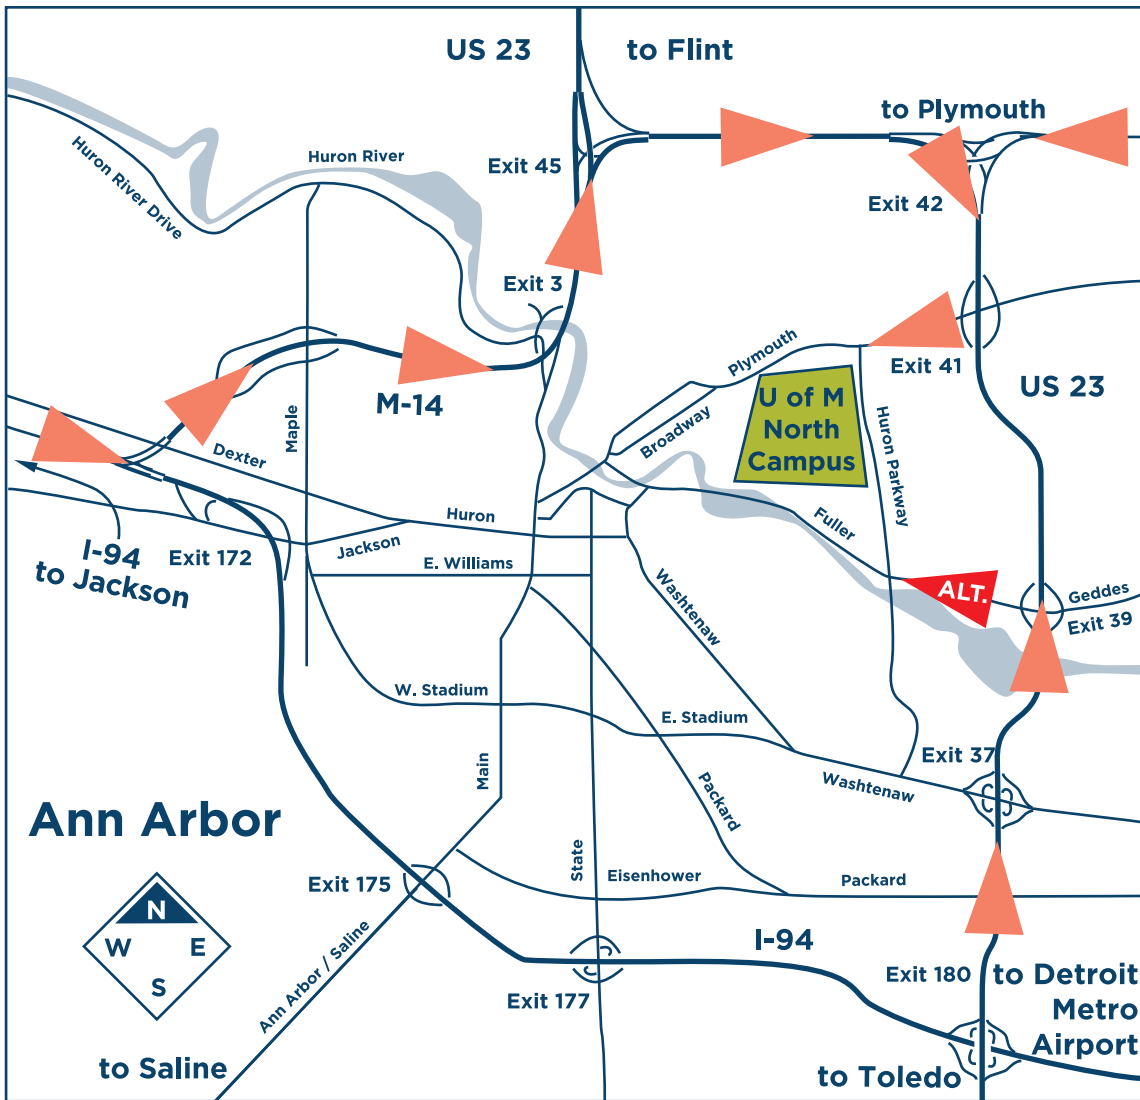 US 23
to Flint
to Plymouth
Huron River
Exit 45
Huron River Drive
Exit 42
Exit 3
Plymouth
Exit 41
US 23
M-14
U of M
North
Campus
Maple
Broadway
Huron Parkway
Dexter
Huron
Fuller
Jackson
I-94
to Jackson
Exit 172
E. Williams
Washtenaw
ALT.
Geddes
Exit 39
W. Stadium
E. Stadium
Exit 37
Main
Washtenaw
Packard
Ann Arbor
State
Exit 175
Eisenhower
Packard
N
W
E
S
Ann Arbor / Saline
I-94
Exit 177
Exit 180
to Detroit
Metro
Airport
to Saline
to Toledo